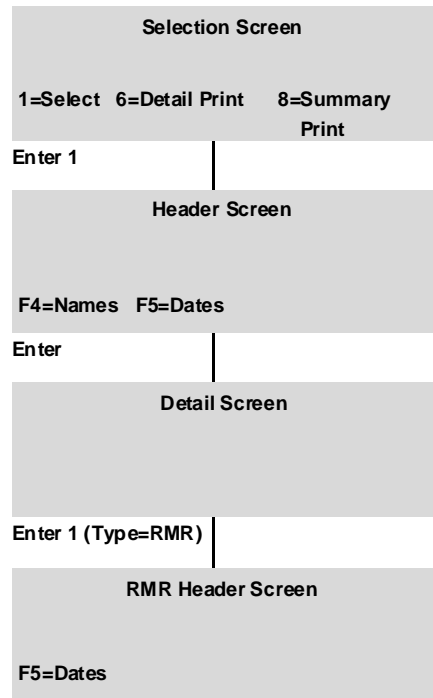 Selection Screen
1=Select 6=Detail Print 8=Summary
Print
Enter 1
Header Screen
F4=Names F5=Dates
Enter
Detail Screen
Enter 1 (Type=RMR)
RMR Header Screen
F5=Dates